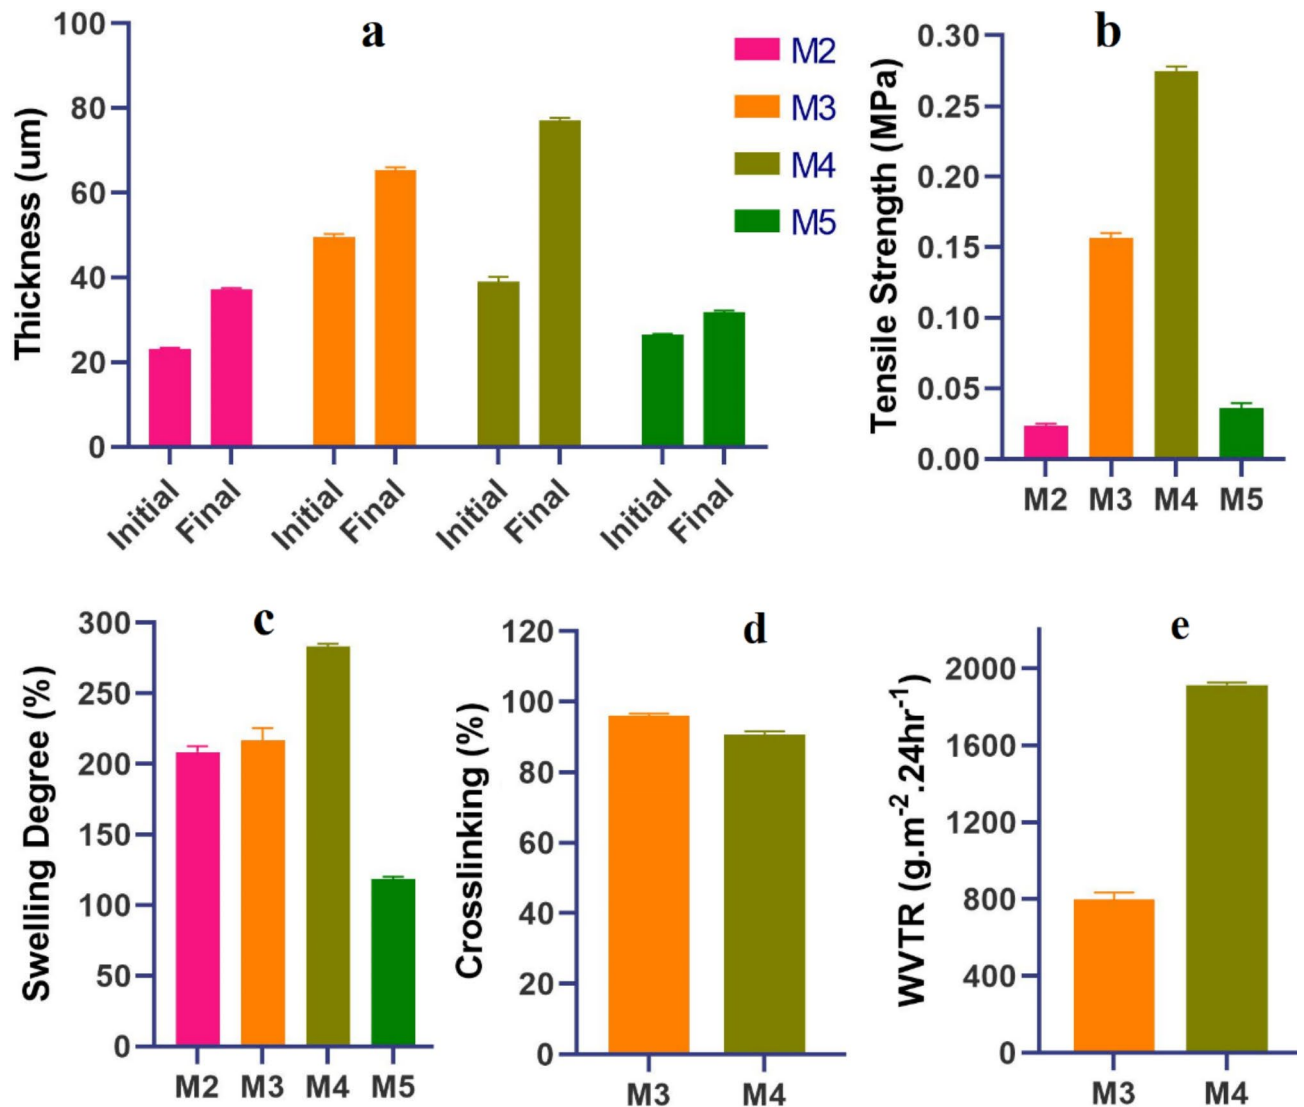 a
Thickness (um)
100
80
60
40
20
0
Initial
Final
Initial
Final
Initial
Final
Initial
Final
M2
M3
M4
M5
b
Tensile Strength (MPa)
0.30
0.25
0.20
0.15
0.10
0.05
0.00
M2 M3 M4 M5
c
Swelling Degree (%)
300
250
200
150
100
50
0
M2 M3 M4 M5
d
Crosslinking (%)
120
100
80
60
40
20
0
M3 M4
e
WVTR (g.m⁻².24hr⁻¹)
2000
1600
1200
800
400
0
M3 M4